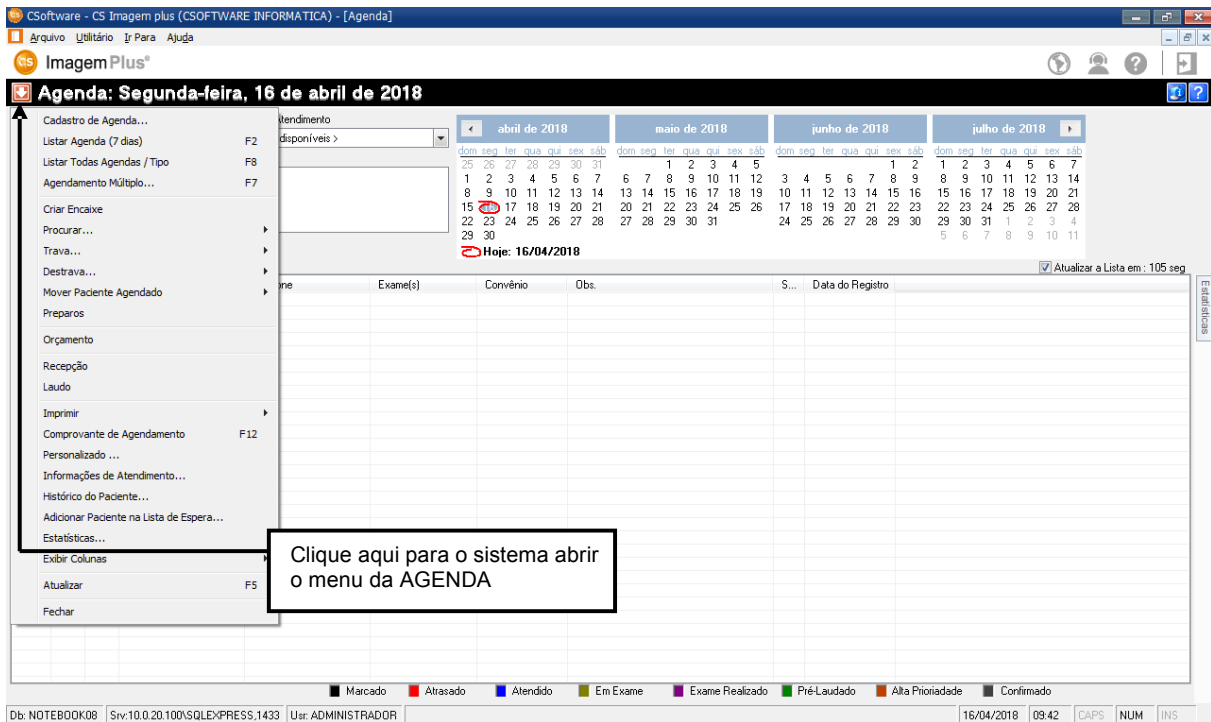 CSoftware - CS Imagem plus (CSOFTWARE INFORMATICA) - [Agenda]
Arquivo Utilitário Ir Para Ajuda
cs ImagemPlus®
Agenda: Segunda-feira, 16 de abril de 2018
Cadastro de Agenda...
Listar Agenda (7 dias) F2
Listar Todas Agendas / Tipo F8
Agendamento Múltiplo... F7
Criar Encaixe
Procurar...
Trava...
Destrava...
Mover Paciente Agendado
Preparos
Orçamento
Recepção
Laudo
Imprimir
Comprovante de Agendamento F12
Personalizado ...
Informações de Atendimento...
Histórico do Paciente...
Adicionar Paciente na Lista de Espera...
Estatísticas...
Exibir Colunas
Atualizar F5
Fechar
tendimento
disponíveis >
abril de 2018
dom seg ter qua qui sex sáb
25 26 27 28 29 30 31
1 2 3 4 5 6 7
8 9 10 11 12 13 14
15 16 17 18 19 20 21
22 23 24 25 26 27 28
29 30
maio de 2018
dom seg ter qua qui sex sáb
1 2 3 4 5
6 7 8 9 10 11 12
13 14 15 16 17 18 19
20 21 22 23 24 25 26
27 28 29 30 31
junho de 2018
dom seg ter qua qui sex sáb
1 2
3 4 5 6 7 8 9
10 11 12 13 14 15 16
17 18 19 20 21 22 23
24 25 26 27 28 29 30
julho de 2018
dom seg ter qua qui sex sáb
1 2 3 4 5 6 7
8 9 10 11 12 13 14
15 16 17 18 19 20 21
22 23 24 25 26 27 28
29 30 31 1 2 3 4
5 6 7 8 9 10 11
Hoje: 16/04/2018
Atualizar a Lista em : 105 seg
ne Exame(s) Convênio Obs. S... Data do Registro
Estatísticas
Clique aqui para o sistema abrir
o menu da AGENDA
Marcado Atrasado Atendido Em Exame Exame Realizado Pré-Laudado Alta Prioriadade Confirmado
Db: NOTEBOOK08 Srv:10.0.20.100\SQLEXPRESS,1433 Usr: ADMINISTRADOR 16/04/2018 09:42 CAPS NUM INS